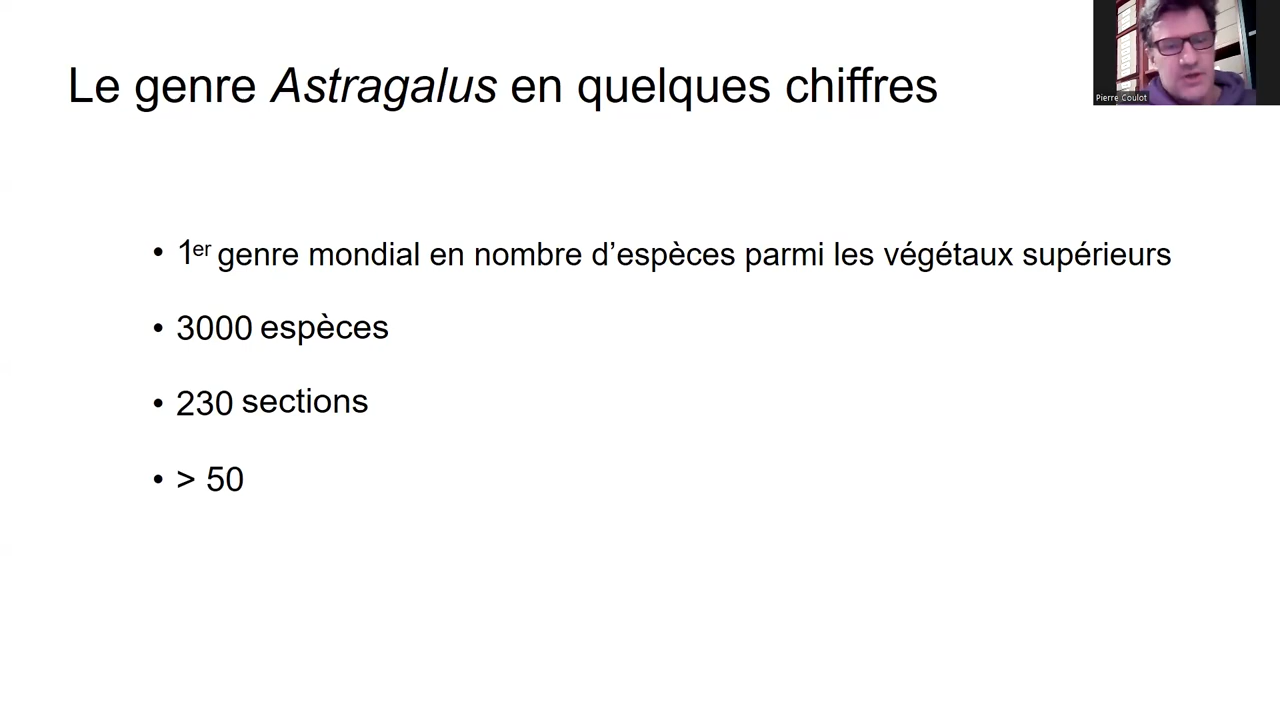 Le genre Astragalus en quelques chiffres
Pierre Coulot
• 1er genre mondial en nombre d’espèces parmi les végétaux supérieurs
• 3000 espèces
• 230 sections
• > 50